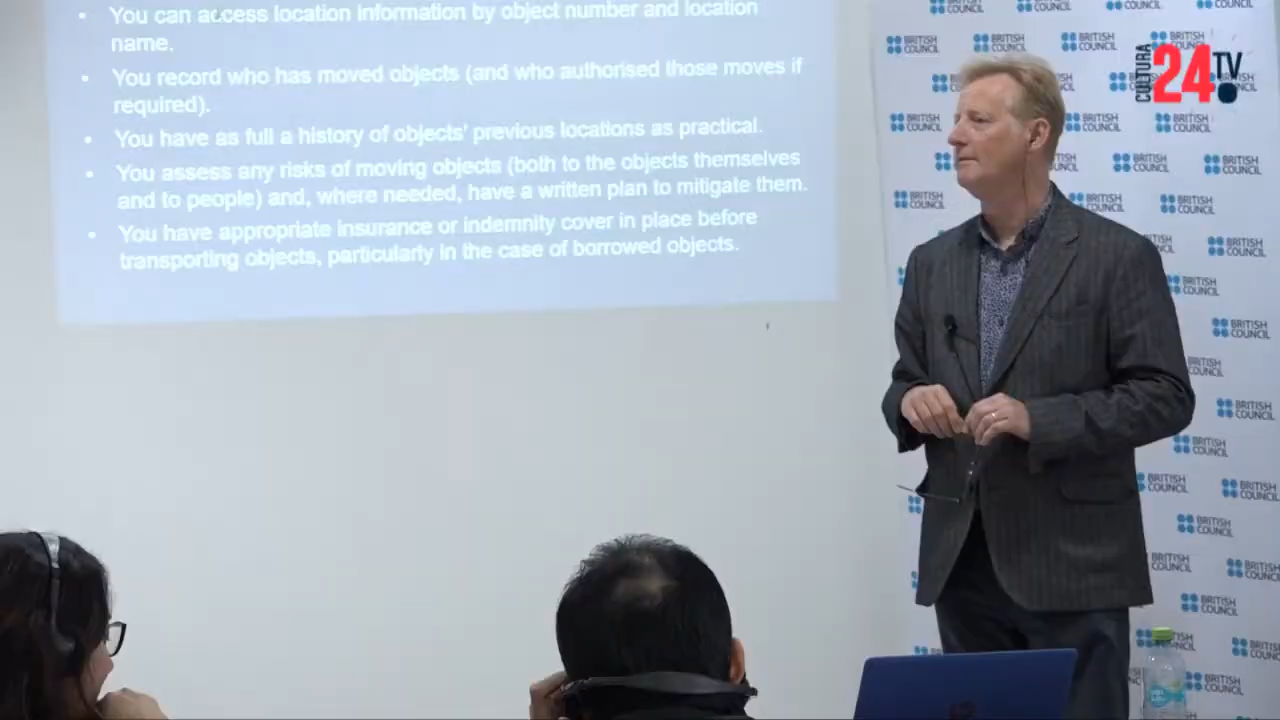 • You can access location information by object number and location
name.
• You record who has moved objects (and who authorised those moves if
required).
• You have as full a history of objects' previous locations as practical.
• You assess any risks of moving objects (both to the objects themselves
and to people) and, where needed, have a written plan to mitigate them.
• You have appropriate insurance or indemnity cover in place before
transporting objects, particularly in the case of borrowed objects.
CULTURA
24.TV
BRITISH
COUNCIL